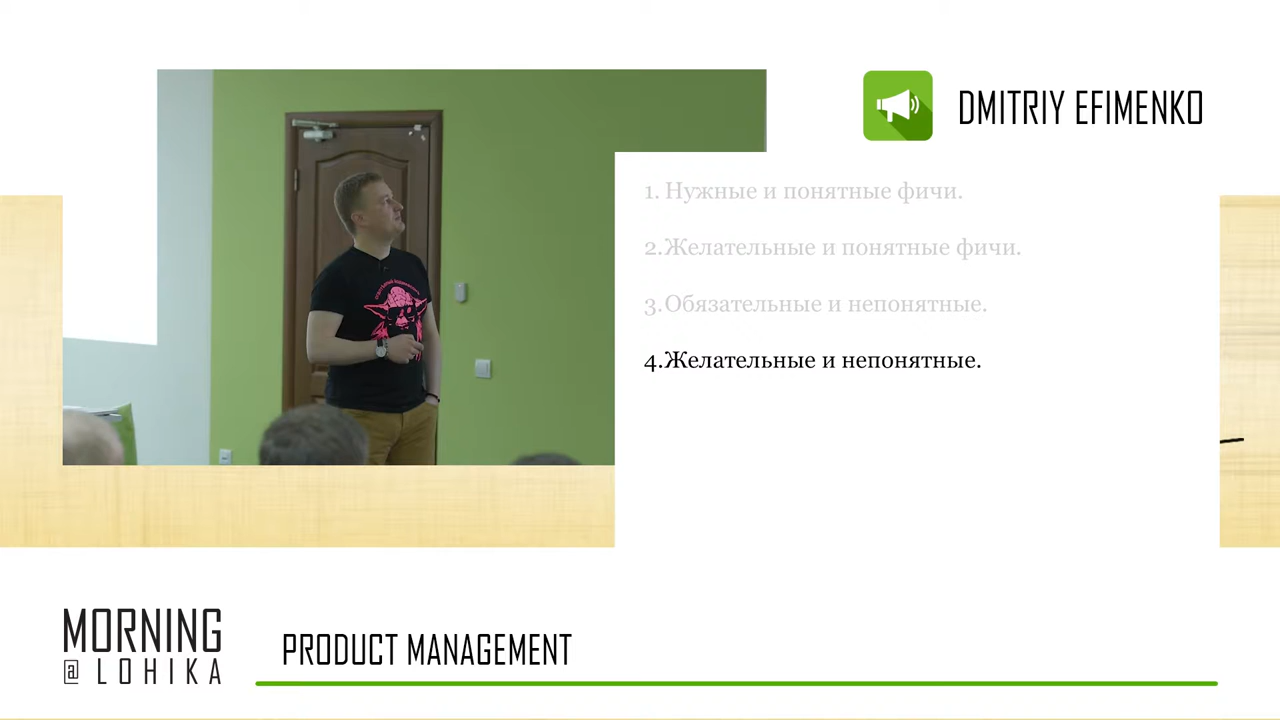 DMITRIY EFIMENKO
1. Нужные и понятные фичи.
2.Желательные и понятные фичи.
3.Обязательные и непонятные.
4.Желательные и непонятные.
MORNING
@ LOHIKA
PRODUCT MANAGEMENT